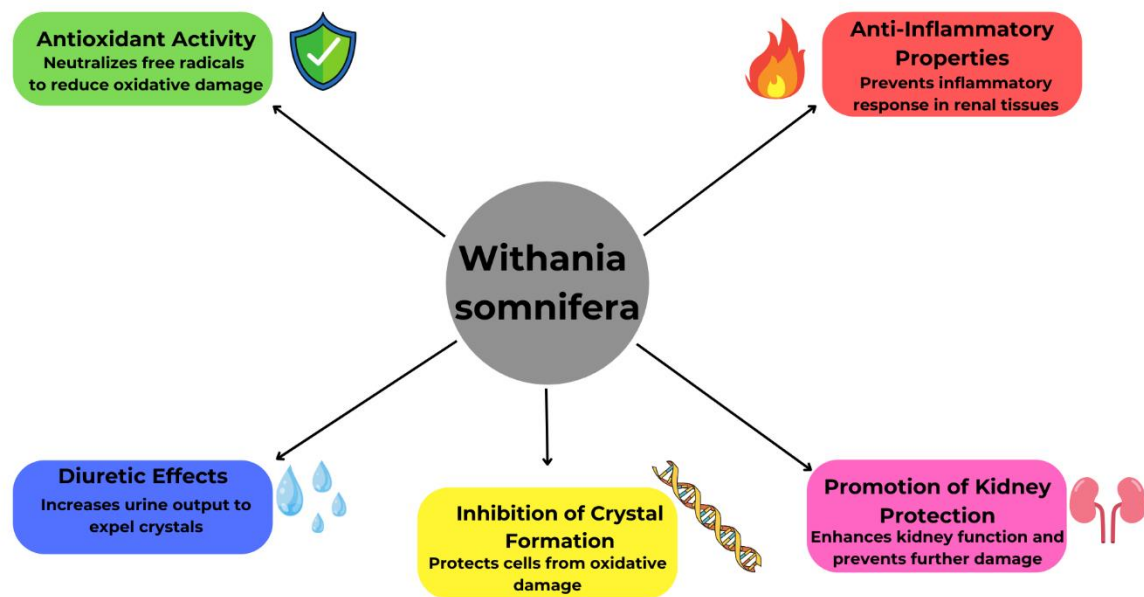 Antioxidant Activity
Neutralizes free radicals
to reduce oxidative damage
Anti-Inflammatory
Properties
Prevents inflammatory
response in renal tissues
Withania
somnifera
Diuretic Effects
Increases urine output to
expel crystals
Inhibition of Crystal
Formation
Protects cells from oxidative
damage
Promotion of Kidney
Protection
Enhances kidney function and
prevents further damage